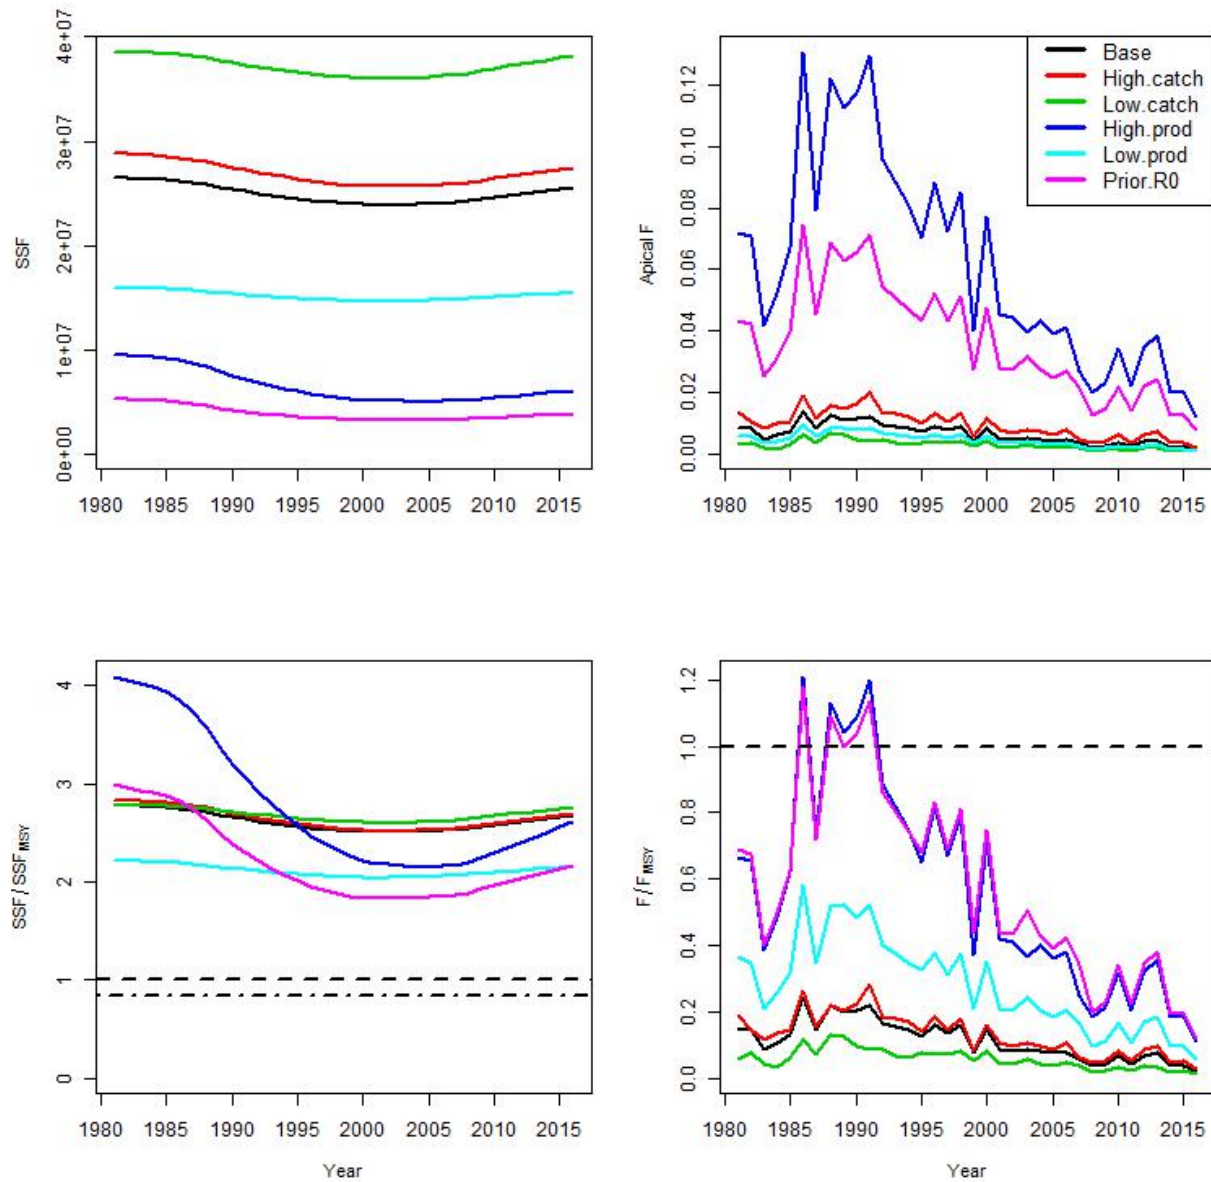 SSF
0e+00 1e+07 2e+07 3e+07 4e+07
1980 1985 1990 1995 2000 2005 2010 2015
Apical F
0.00 0.02 0.04 0.06 0.08 0.10 0.12
1980 1985 1990 1995 2000 2005 2010 2015
Base
High.catch
Low.catch
High.prod
Low.prod
Prior.R0
SSF / SSFMSY
0 1 2 3 4
1980 1985 1990 1995 2000 2005 2010 2015
Year
F / FMSY
0.0 0.2 0.4 0.6 0.8 1.0 1.2
1980 1985 1990 1995 2000 2005 2010 2015
Year